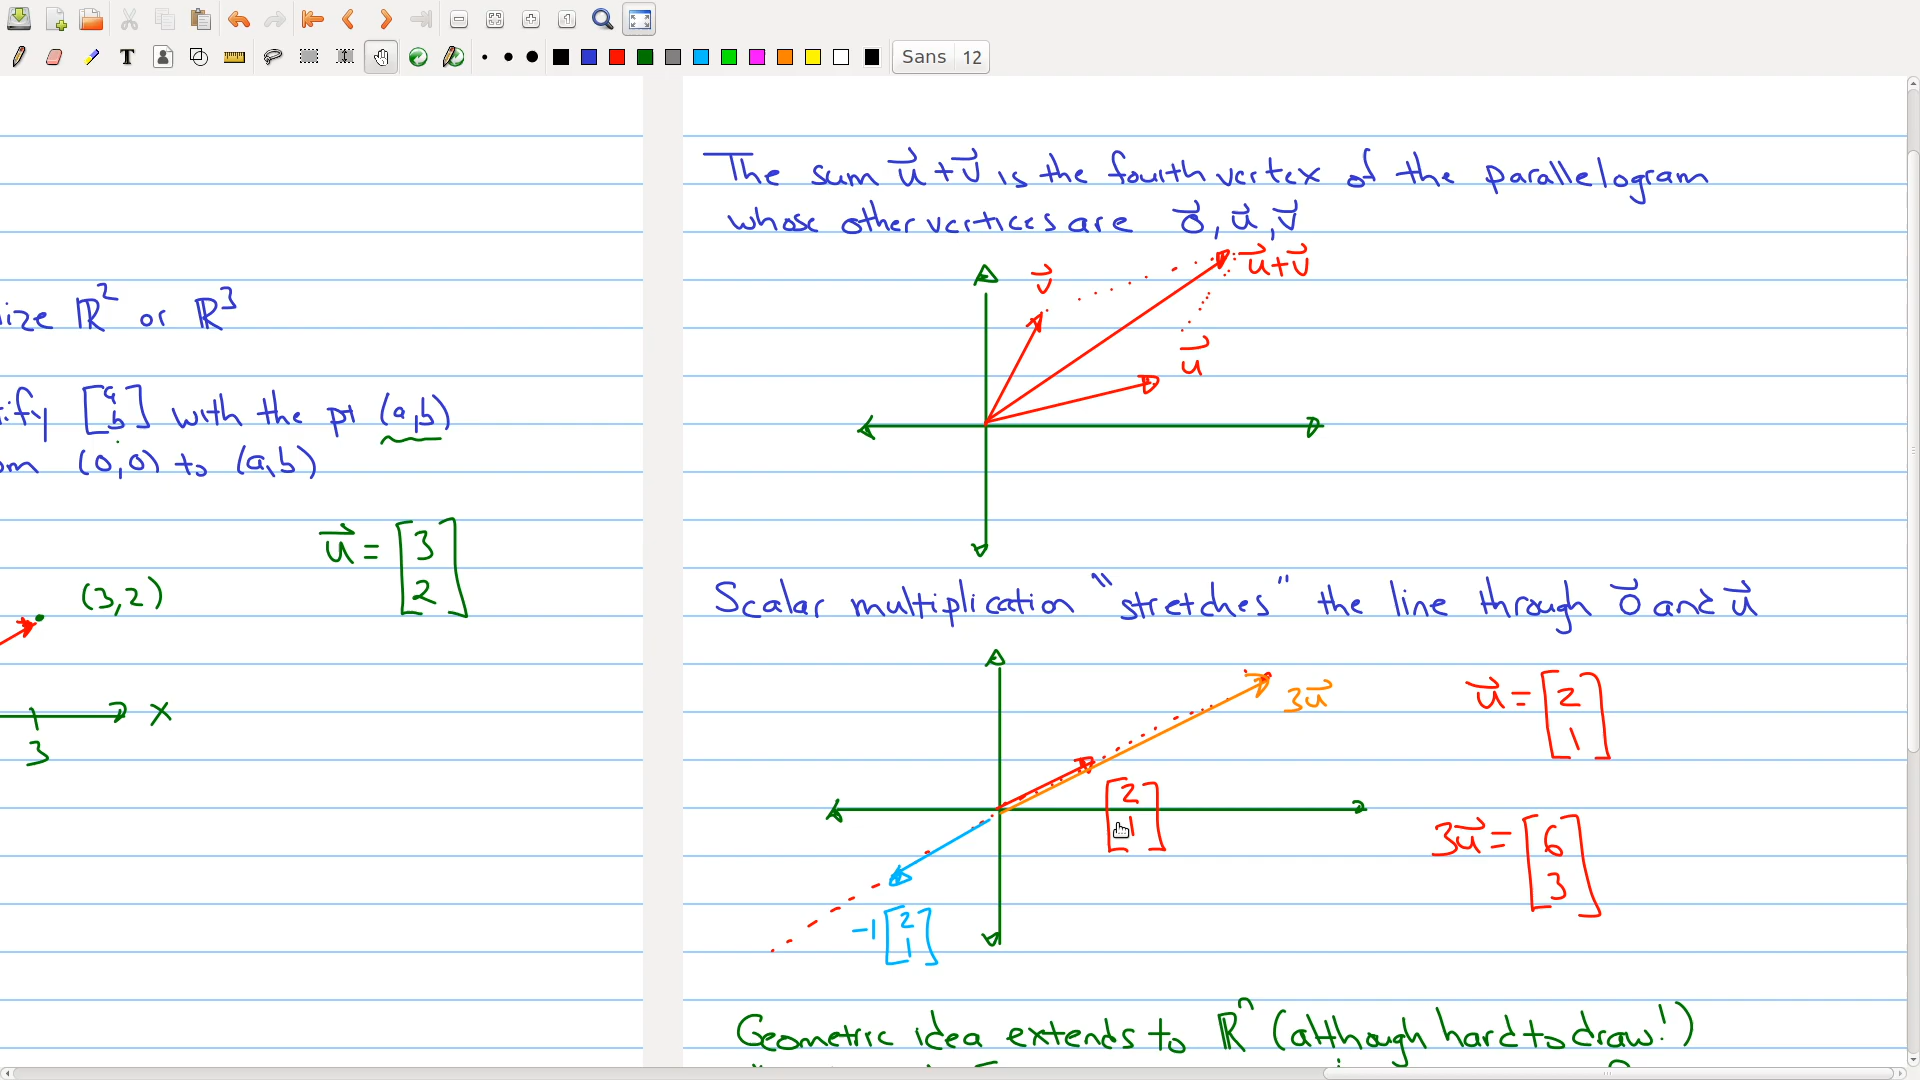 Sans 12
ize ℝ² or ℝ³
ify [a b] with the pt (a,b)
om (0,0) to (a,b)
u⃗ = [3 2]
(3,2)
x
3
The sum u⃗+v⃗ is the fourth vertex of the parallelogram
whose other vertices are 0⃗, u⃗, v⃗
v⃗
u⃗+v⃗
u⃗
Scalar multiplication "stretches" the line through 0⃗ and u⃗
3u⃗
u⃗ = [2 1]
[2 1]
3u⃗ = [6 3]
-1[2 1]
Geometric idea extends to ℝⁿ (although hard to draw!)